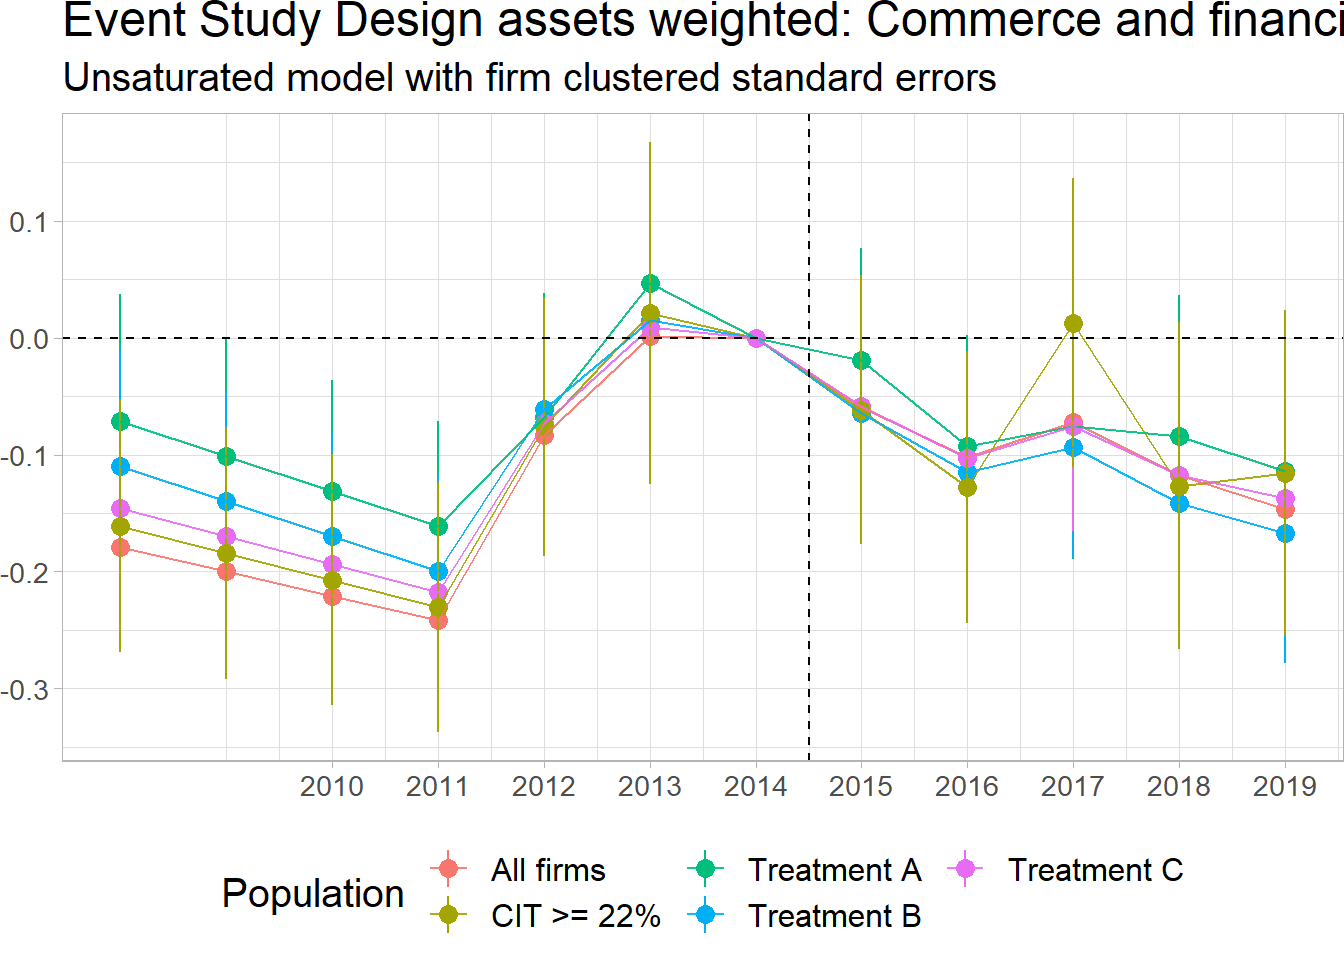 Event Study Design assets weighted: Commerce and financi
Unsaturated model with firm clustered standard errors
0.1
0.0
-0.1
-0.2
-0.3
2010 2011 2012 2013 2014 2015 2016 2017 2018 2019
Population
All firms Treatment A Treatment C
CIT >= 22% Treatment B